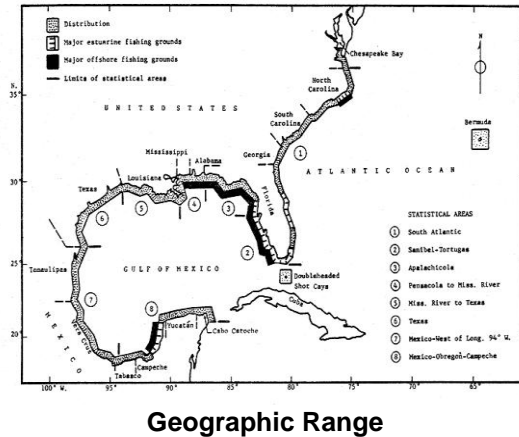 Distribution
Major estuarine fishing grounds
Major offshore fishing grounds
Limits of statistical areas
Chesapeake Bay
N
North
Carolina
N.
35°
UNITED STATES
South
Carolina
Bermuda
Mississippi
Alabama
Georgia
1
ATLANTIC OCEAN
Louisiana
30°
Texas
Florida
6
5
4
3
STATISTICAL AREAS
1 South Atlantic
2 Sanibel-Tortugas
3 Apalachicola
4 Pensacola to Miss. River
5 Miss. River to Texas
6 Texas
7 Mexico-West of Long. 94° W.
8 Mexico-Obregon-Campeche
2
25°
Tamaulipas
GULF OF MEXICO
Doubleheaded
Shot Cays
7
8
Cuba
Yucatán
Cabo Catoche
20°
Vera Cruz
MEXICO
Campeche
Tabasco
100° W.
95°
90°
85°
80°
75°
70°
65°
Geographic Range